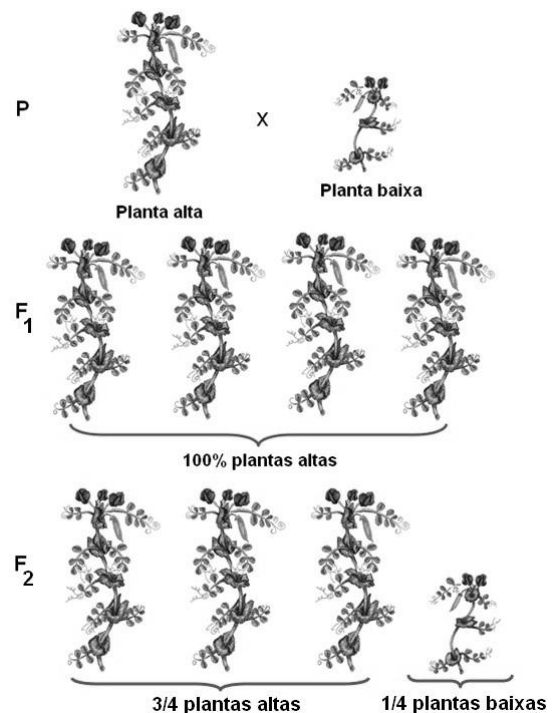 P
X
Planta alta
Planta baixa
F1
100% plantas altas
F2
3/4 plantas altas
1/4 plantas baixas